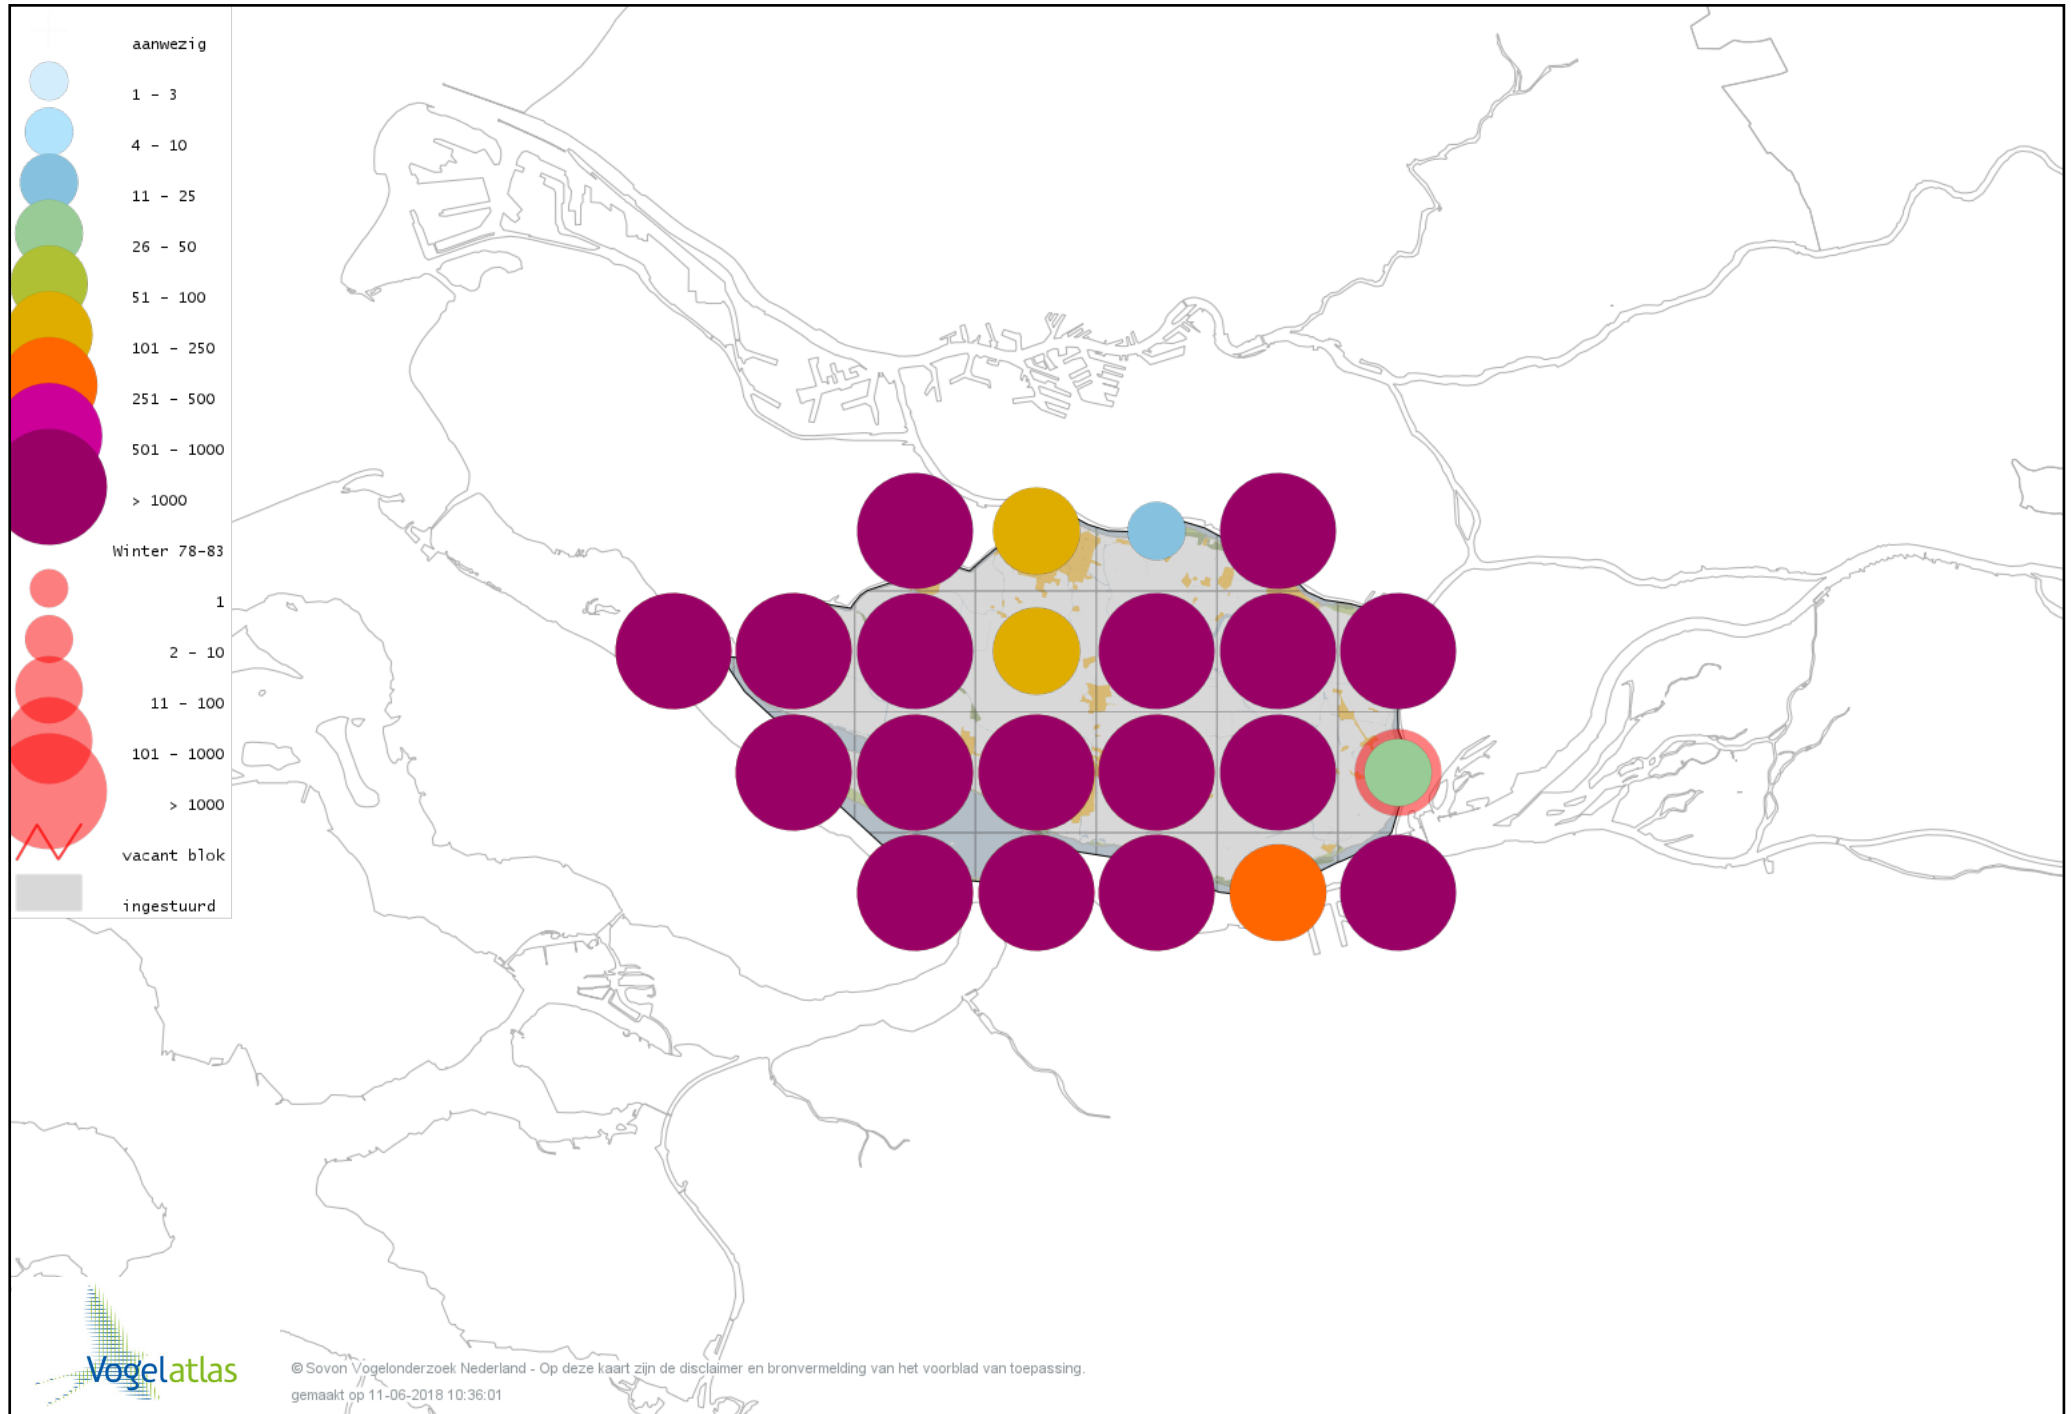 aanwezig
1 - 3
4 - 10
11 - 25
26 - 50
51 - 100
101 - 250
251 - 500
501 - 1000
> 1000
Winter 78-83
1
2 - 10
11 - 100
101 - 1000
> 1000
vacant blok
ingestuurd
Vogelatlas
© Sovon Vogelonderzoek Nederland - Op deze kaart zijn de disclaimer en bronvermelding van het voorblad van toepassing.
gemaakt op 11-06-2018 10:36:01